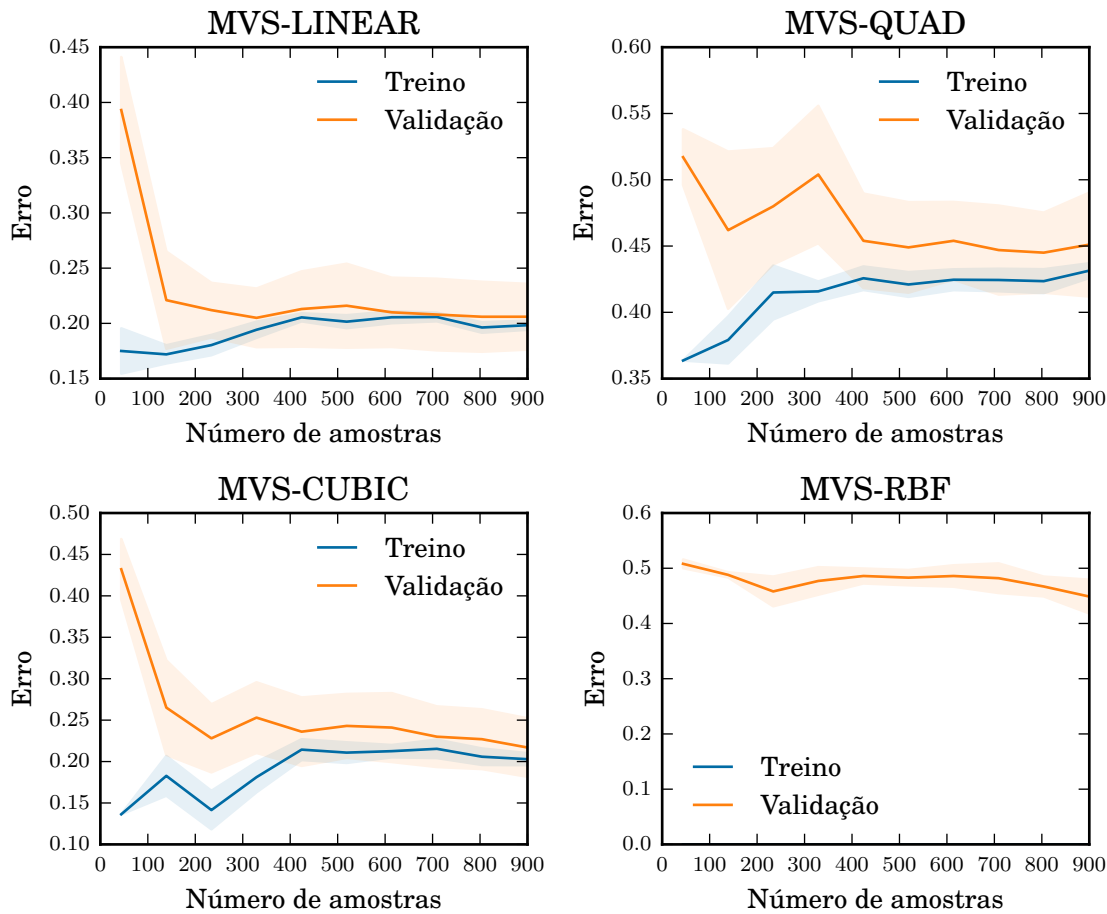 MVS-LINEAR
0.45
0.40
0.35
0.30
0.25
0.20
0.15
Erro
Treino
Validação
0 100 200 300 400 500 600 700 800 900
Número de amostras
MVS-QUAD
0.60
0.55
0.50
0.45
0.40
0.35
Erro
Treino
Validação
0 100 200 300 400 500 600 700 800 900
Número de amostras
MVS-CUBIC
0.50
0.45
0.40
0.35
0.30
0.25
0.20
0.15
0.10
Erro
Treino
Validação
0 100 200 300 400 500 600 700 800 900
Número de amostras
MVS-RBF
0.6
0.5
0.4
0.3
0.2
0.1
0.0
Erro
Treino
Validação
0 100 200 300 400 500 600 700 800 900
Número de amostras